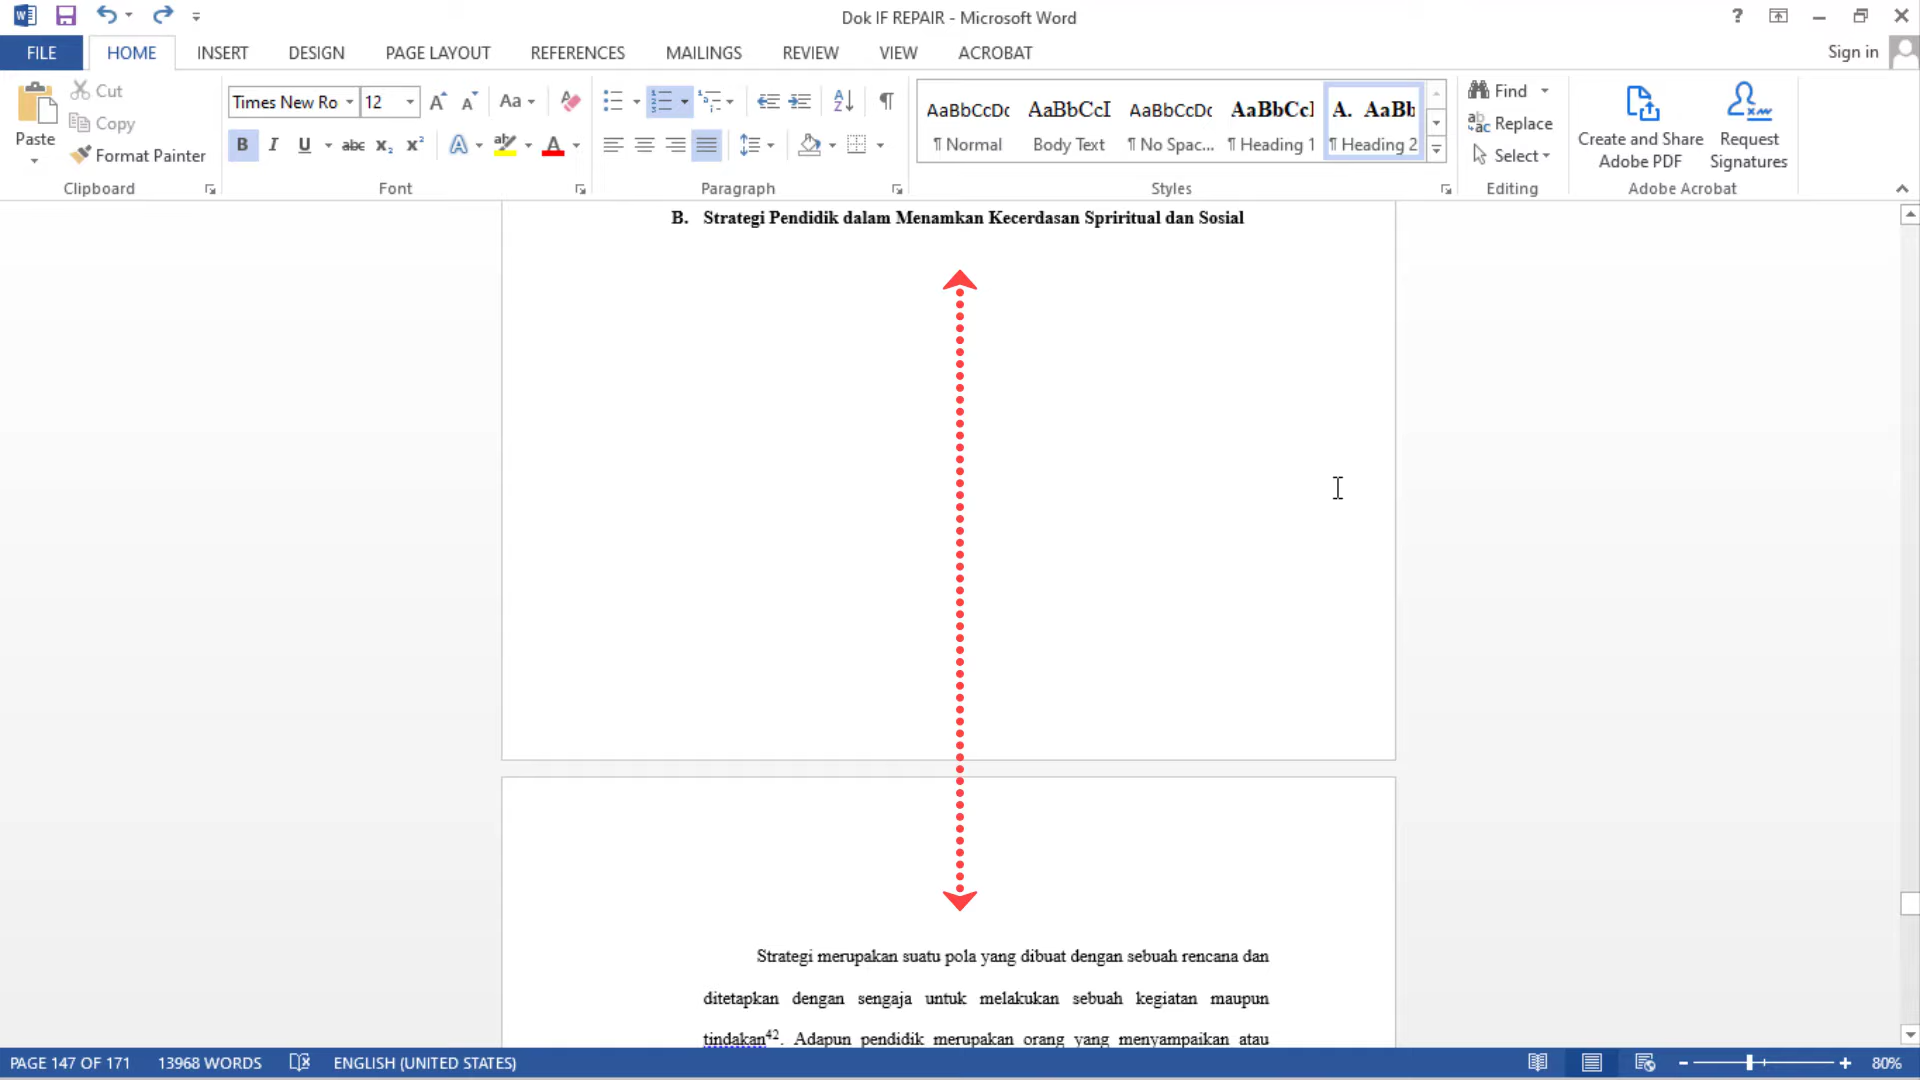 Dok IF REPAIR - Microsoft Word
?
FILE HOME INSERT DESIGN PAGE LAYOUT REFERENCES MAILINGS REVIEW VIEW ACROBAT Sign in
Paste
Cut
Copy
Format Painter
Clipboard
Times New Ro 12 Aa
B I U abc x₂ x² A A
Font
Paragraph
AaBbCcDc AaBbCcI AaBbCcDc AaBbCcI A. AaBb
¶ Normal Body Text ¶ No Spac... ¶ Heading 1 ¶ Heading 2
Styles
Find
Replace
Select
Editing
Create and Share
Adobe PDF
Request
Signatures
Adobe Acrobat
B. Strategi Pendidik dalam Menamkan Kecerdasan Spriritual dan Sosial
Strategi merupakan suatu pola yang dibuat dengan sebuah rencana dan
ditetapkan dengan sengaja untuk melakukan sebuah kegiatan maupun
tindakan⁴². Adapun pendidik merupakan orang yang menyampaikan atau
PAGE 147 OF 171 13968 WORDS ENGLISH (UNITED STATES) 80%